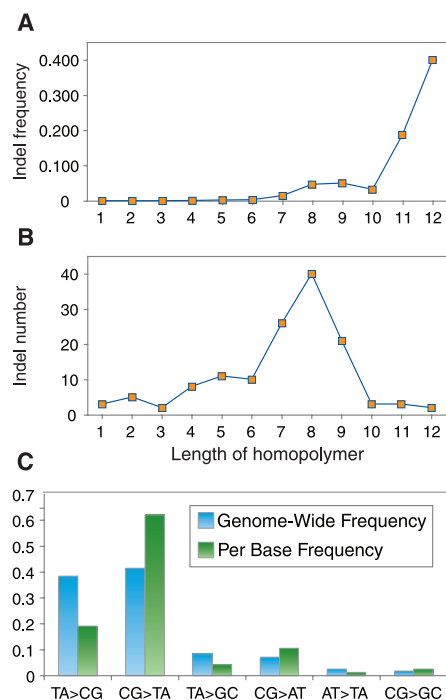 A
Indel frequency
0.400
0.300
0.200
0.100
0
1 2 3 4 5 6 7 8 9 10 11 12
B
Indel number
40
30
20
10
0
1 2 3 4 5 6 7 8 9 10 11 12
Length of homopolymer
C
0.7
0.6
0.5
0.4
0.3
0.2
0.1
0
Genome-Wide Frequency
Per Base Frequency
TA>CG CG>TA TA>GC CG>AT AT>TA CG>GC